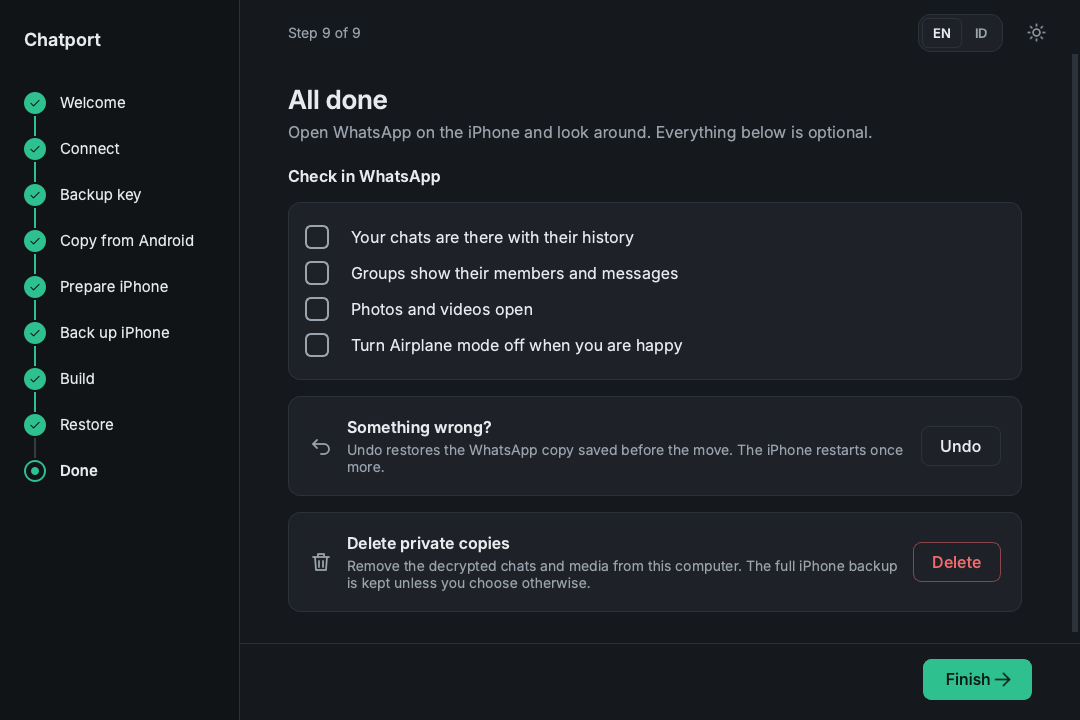 Chatport
Welcome
Connect
Backup key
Copy from Android
Prepare iPhone
Back up iPhone
Build
Restore
Done
Step 9 of 9
EN
ID
All done
Open WhatsApp on the iPhone and look around. Everything below is optional.
Check in WhatsApp
Your chats are there with their history
Groups show their members and messages
Photos and videos open
Turn Airplane mode off when you are happy
Something wrong?
Undo restores the WhatsApp copy saved before the move. The iPhone restarts once
more.
Undo
Delete private copies
Remove the decrypted chats and media from this computer. The full iPhone backup
is kept unless you choose otherwise.
Delete
Finish